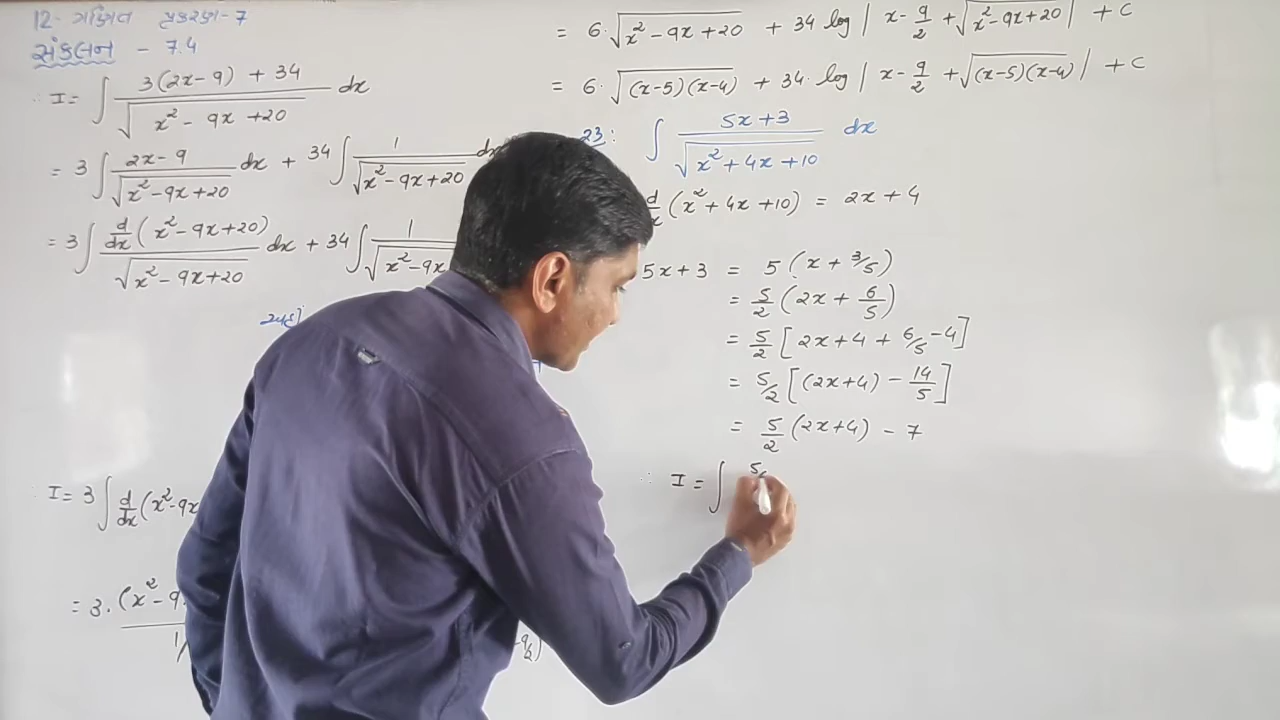 12- ગણિત પ્રકરણ-7
સંકલન - 7.4
∴ I = ∫ 3(2x-9) + 34 / √(x² - 9x + 20) dx
= 3 ∫ 2x-9 / √(x²-9x+20) dx + 34 ∫ 1 / √(x²-9x+20) dx
= 3 ∫ d/dx (x²-9x+20) / √(x²-9x+20) dx + 34 ∫ 1 / √(x²-9x
I = 3 ∫ d/dx (x²-9x
= 3. (x²-9
= 6·√(x²-9x+20) + 34 log | x - 9/2 + √(x²-9x+20) | + C
= 6·√((x-5)(x-4)) + 34· log | x - 9/2 + √((x-5)(x-4)) | + C
23: ∫ 5x+3 / √(x²+4x+10) dx
(x²+4x+10) = 2x+4
5x+3 = 5 (x + 3/5)
= 5/2 (2x + 6/5)
= 5/2 [2x+4 + 6/5 - 4]
= 5/2 [(2x+4) - 14/5]
= 5/2 (2x+4) - 7
∴ I = ∫ 5/